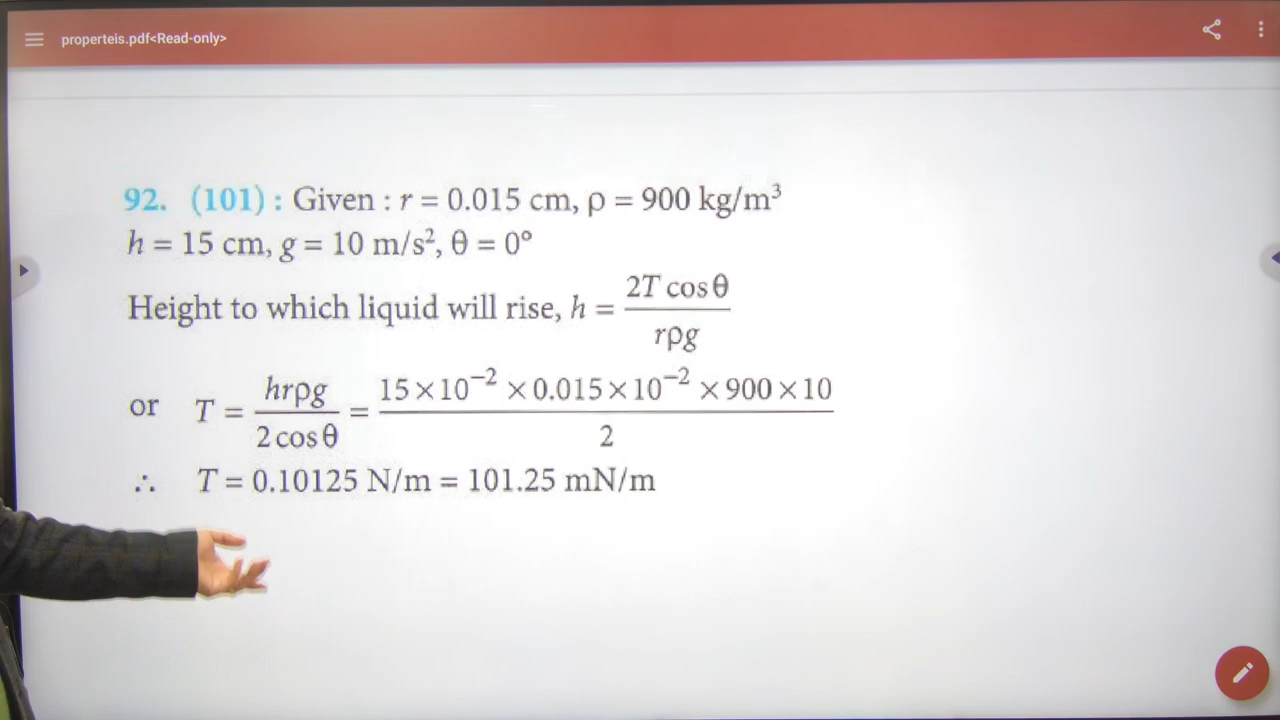 properteis.pdf<Read-only>
92. (101) : Given : r = 0.015 cm, ρ = 900 kg/m³
h = 15 cm, g = 10 m/s², θ = 0°
Height to which liquid will rise, h = 2T cosθ / rρg
or T = hrρg / 2 cosθ = 15×10⁻² ×0.015×10⁻² ×900×10 / 2
∴ T = 0.10125 N/m = 101.25 mN/m